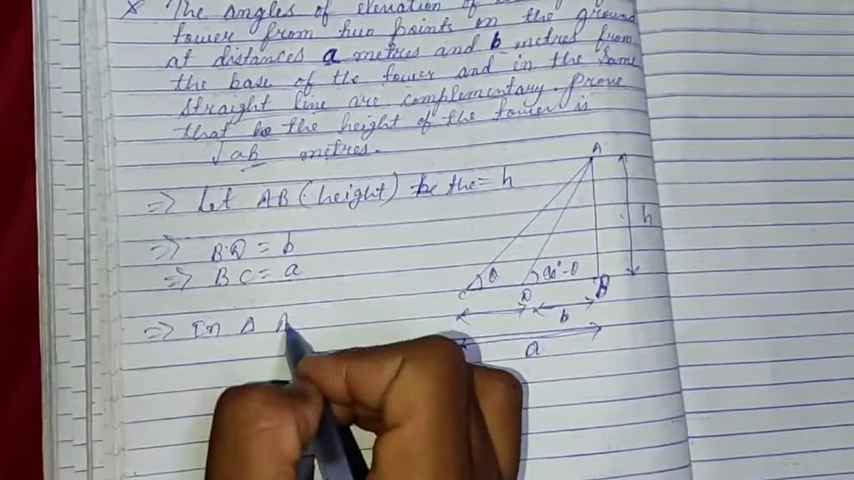 * The angles of elevation of
tower from two points on the ground
at distances a metres and b metres from
the base of the tower and in the same
straight line are complementary. Prove
that the height of the tower is
√ab metres.
⇒ Let AB (height) be the = h
⇒ BD = b
⇒ BC = a
⇒ In Δ A
A
h
θ
90°-θ
C
D
B
b
a